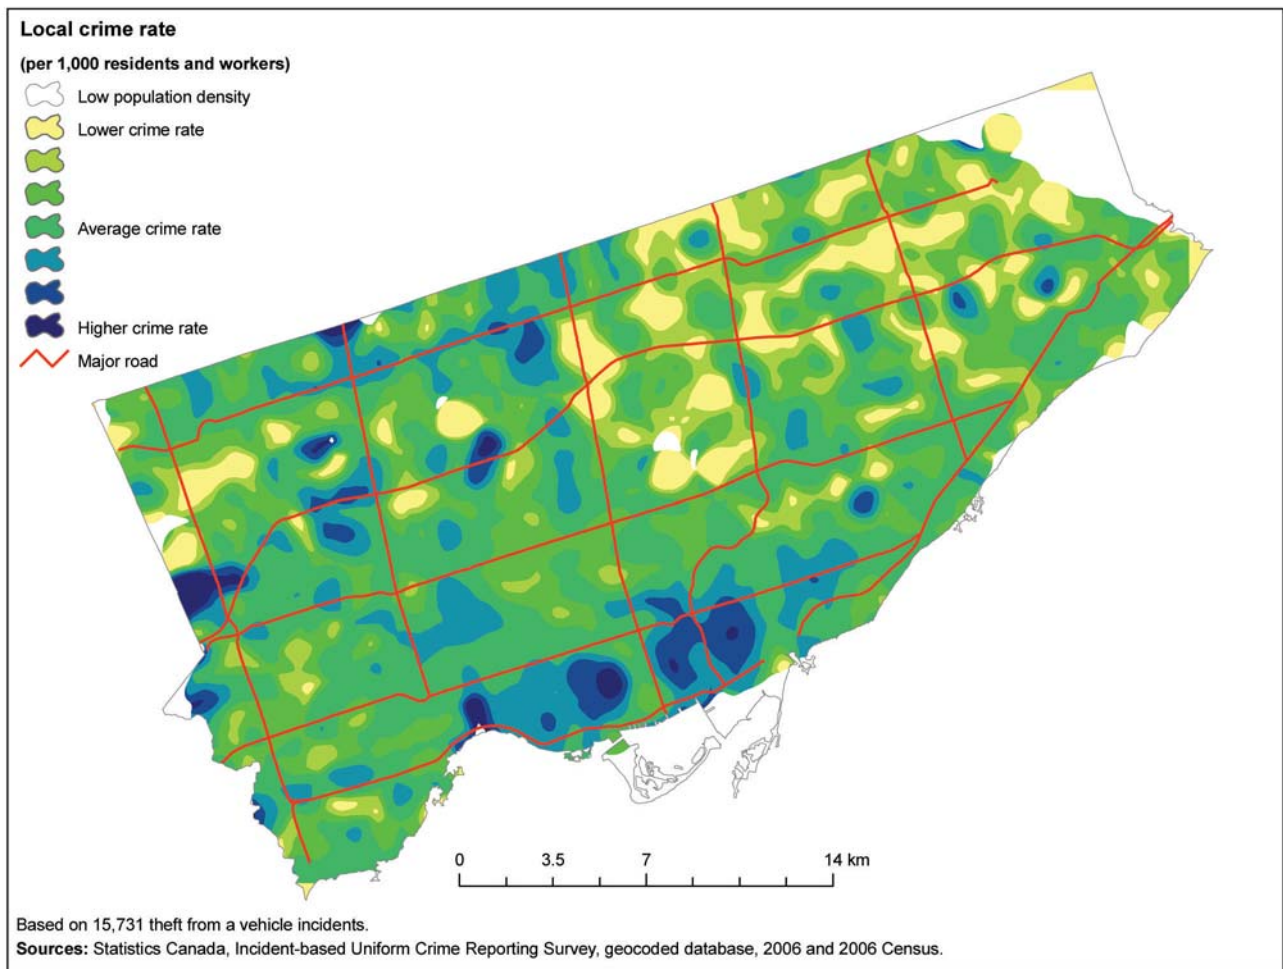 Local crime rate
(per 1,000 residents and workers)
Low population density
Lower crime rate
Average crime rate
Higher crime rate
Major road
0 3.5 7 14 km
Based on 15,731 theft from a vehicle incidents.
Sources: Statistics Canada, Incident-based Uniform Crime Reporting Survey, geocoded database, 2006 and 2006 Census.